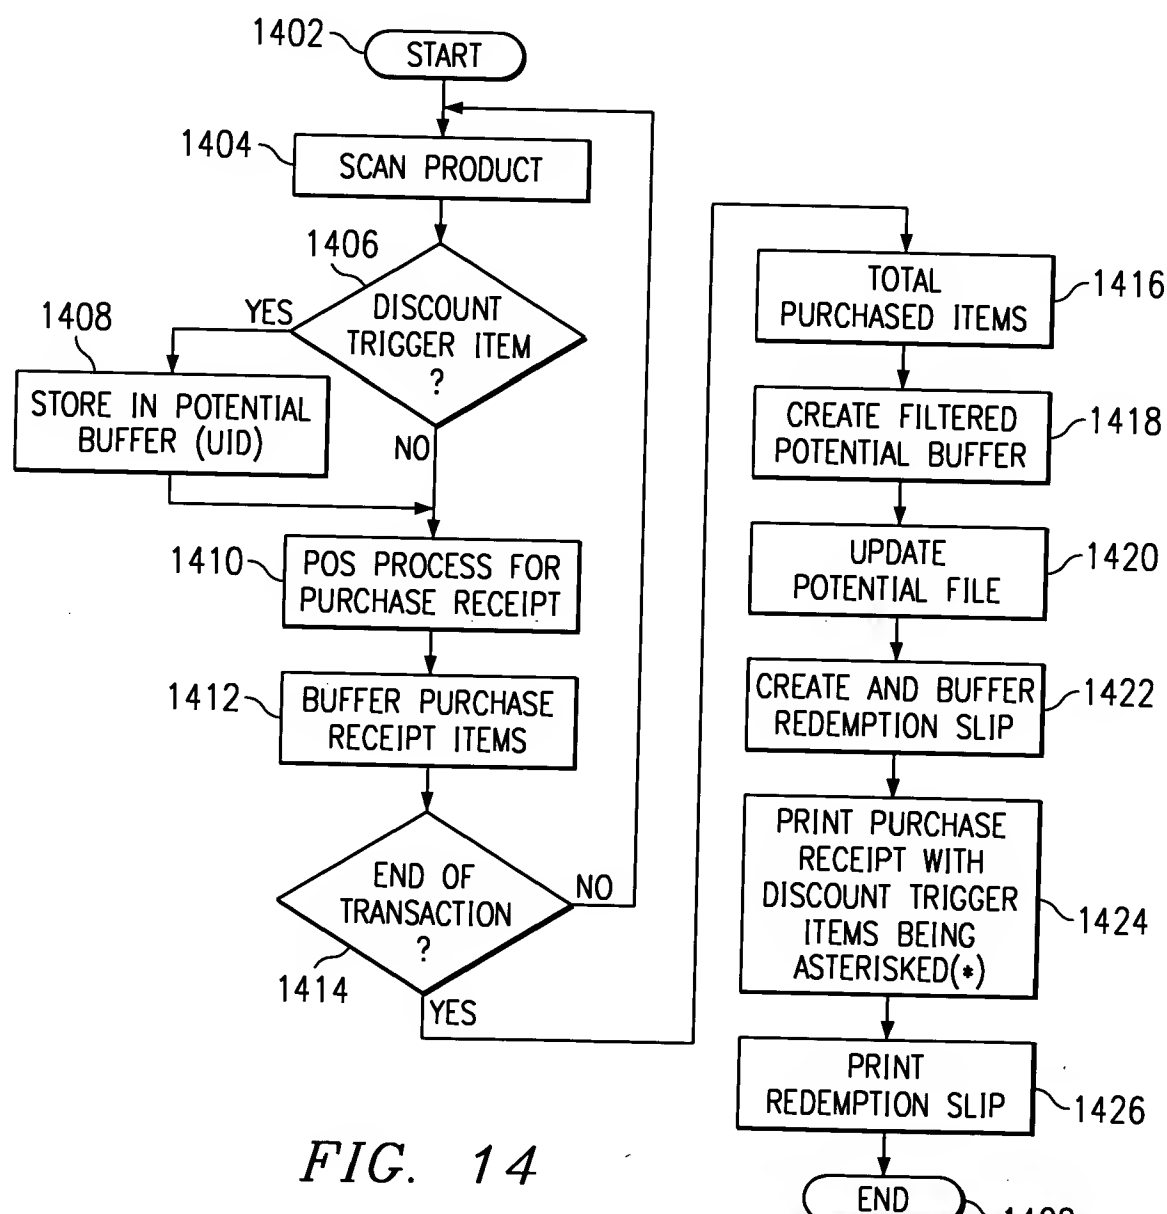 1402
START
1404
SCAN PRODUCT
1406
DISCOUNT
TRIGGER ITEM
?
YES
NO
1408
STORE IN POTENTIAL
BUFFER (UID)
1410
POS PROCESS FOR
PURCHASE RECEIPT
1412
BUFFER PURCHASE
RECEIPT ITEMS
END OF
TRANSACTION
?
NO
1414
YES
TOTAL
PURCHASED ITEMS
1416
CREATE FILTERED
POTENTIAL BUFFER
1418
UPDATE
POTENTIAL FILE
1420
CREATE AND BUFFER
REDEMPTION SLIP
1422
PRINT PURCHASE
RECEIPT WITH
DISCOUNT TRIGGER
ITEMS BEING
ASTERISKED(*)
1424
PRINT
REDEMPTION SLIP
1426
END
FIG. 14